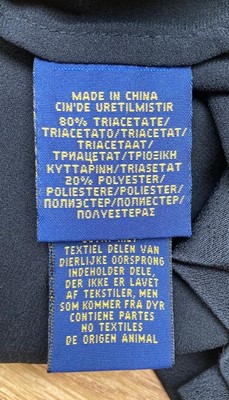 MADE IN CHINA
CIN'DE URETILMISTIR
80% TRIACETATE/
TRIACETATO/TRIACETAT/
TRIACETAAT/
ТРИАЦЕТАТ/ΤΡΙΟΞΙΚΗ
ΚΥΤΤΑΡΙΝΗ/TRIASETAT
20% POLYESTER/
POLIESTERE/POLIESTER/
ПОЛИЭСТЕР/ПОЛИЕСТЕР/
ΠΟΛΥΕΣΤΕΡΑΣ
TEXTIEL DELEN VAN
DIERLIJKE OORSPRONG
INDEHOLDER DELE,
DER IKKE ER LAVET
AF TEKSTILER, MEN
SOM KOMMER FRA DYR
CONTIENE PARTES
NO TEXTILES
DE ORIGEN ANIMAL